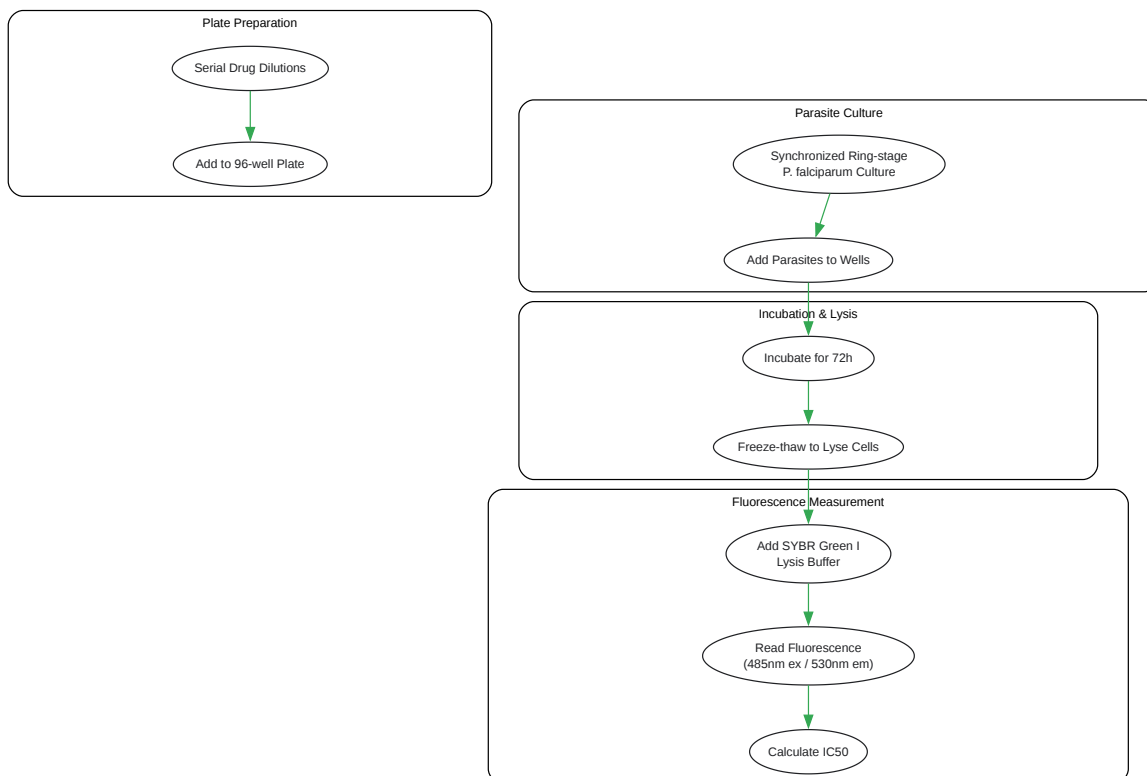 Plate Preparation
Serial Drug Dilutions
Add to 96-well Plate
Parasite Culture
Synchronized Ring-stage
P. falciparum Culture
Add Parasites to Wells
Incubation & Lysis
Incubate for 72h
Freeze-thaw to Lyse Cells
Fluorescence Measurement
Add SYBR Green I
Lysis Buffer
Read Fluorescence
(485nm ex / 530nm em)
Calculate IC50